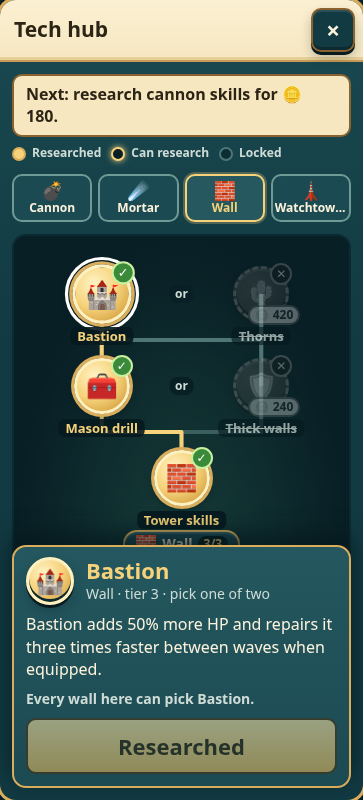 Tech hub
×
Next: research cannon skills for 🪙
180.
Researched
Can research
Locked
Cannon
Mortar
Wall
Watchtow…
or
420
Bastion
Thorns
or
240
Mason drill
Thick walls
Tower skills
Wall 3/3
Bastion
Wall · tier 3 · pick one of two
Bastion adds 50% more HP and repairs it
three times faster between waves when
equipped.
Every wall here can pick Bastion.
Researched